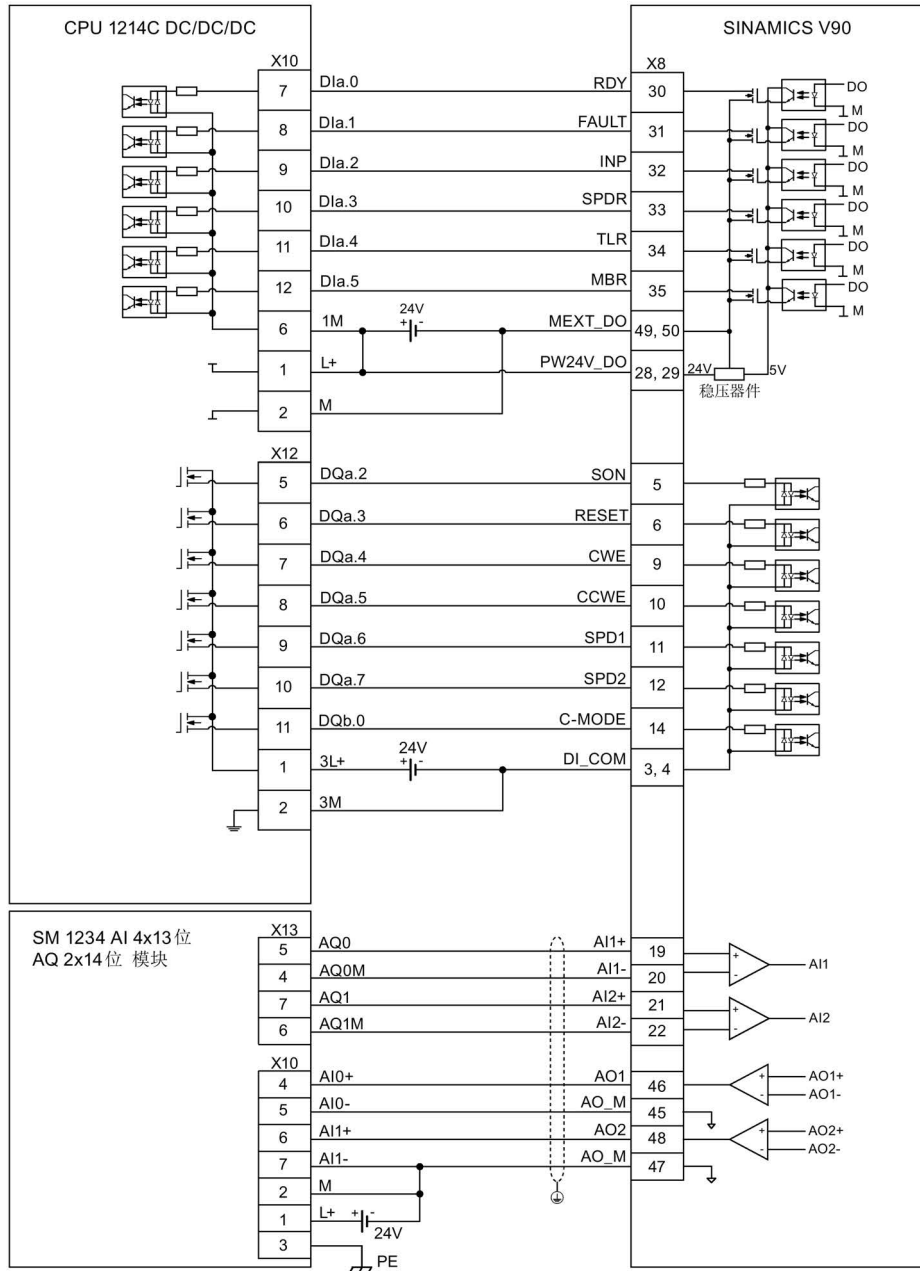 CPU 1214C DC/DC/DC
SINAMICS V90
X10
X8
7 DIa.0 RDY 30 DO
M
8 DIa.1 FAULT 31 DO
M
9 DIa.2 INP 32 DO
M
10 DIa.3 SPDR 33 DO
M
11 DIa.4 TLR 34 DO
M
12 DIa.5 MBR 35 DO
M
24V
6 1M + - MEXT_DO 49, 50
1 L+ PW24V_DO 28, 29 24V 5V
稳压器件
2 M
X12
5 DQa.2 SON 5
6 DQa.3 RESET 6
7 DQa.4 CWE 9
8 DQa.5 CCWE 10
9 DQa.6 SPD1 11
10 DQa.7 SPD2 12
11 DQb.0 C-MODE 14
24V
1 3L+ + - DI_COM 3, 4
2 3M
SM 1234 AI 4x13位
AQ 2x14位 模块
X13
5 AQ0 AI1+ 19 + AI1
4 AQ0M AI1- 20 -
7 AQ1 AI2+ 21 + AI2
6 AQ1M AI2- 22 -
X10
4 AI0+ AO1 46 + AO1+
- AO1-
5 AI0- AO_M 45
6 AI1+ AO2 48 + AO2+
- AO2-
7 AI1- AO_M 47
2 M
1 L+ + -
24V
3 PE